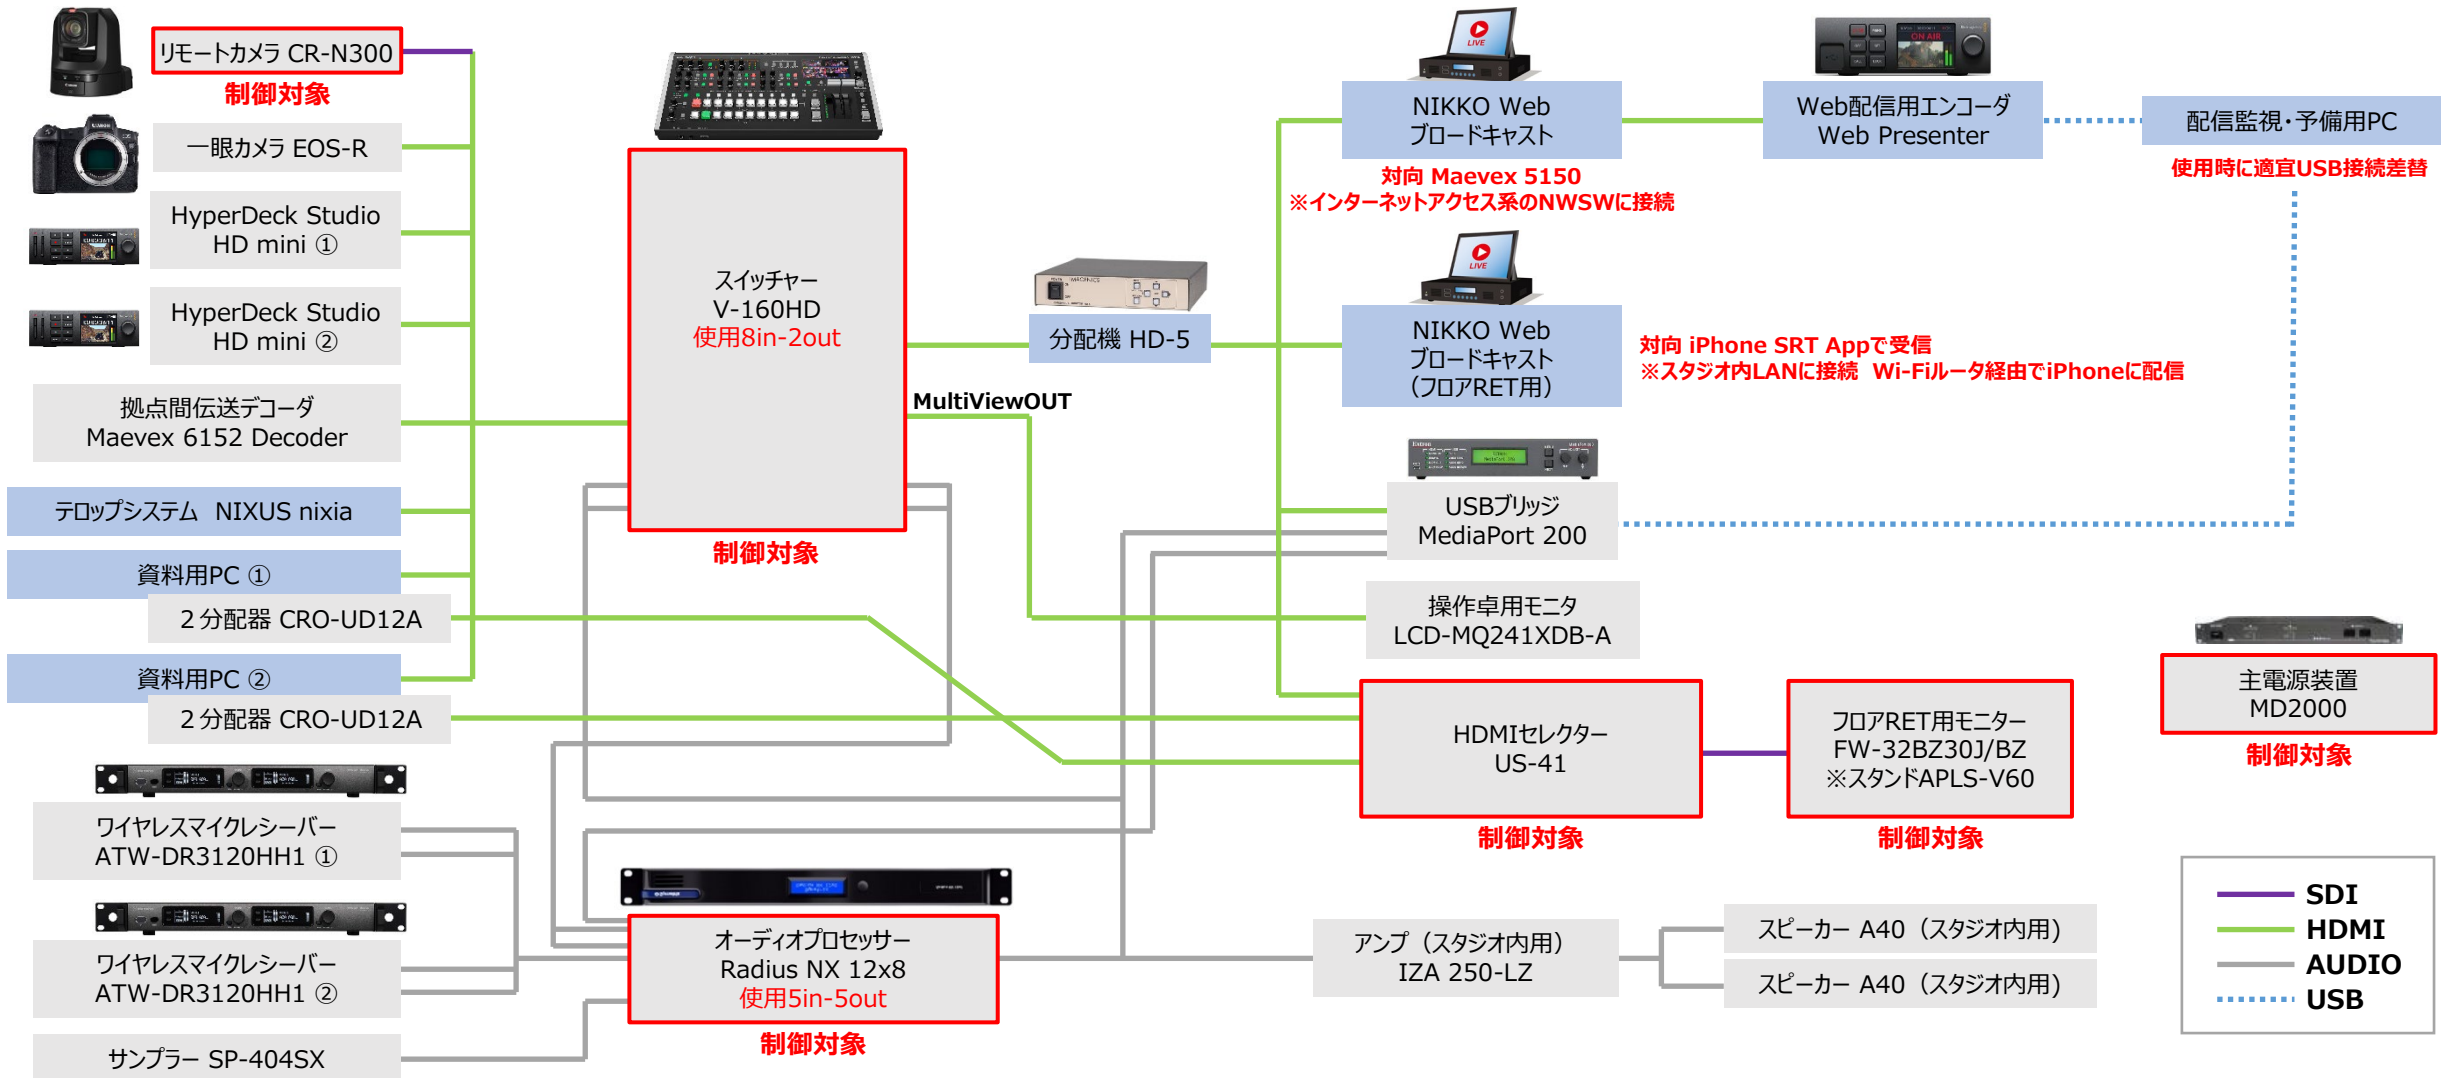 リモートカメラ CR-N300
制御対象
一眼カメラ EOS-R
HyperDeck Studio
HD mini ①
HyperDeck Studio
HD mini ②
拠点間伝送デコーダ
Maevex 6152 Decoder
テロップシステム NIXUS nixia
資料用PC ①
２分配器 CRO-UD12A
資料用PC ②
２分配器 CRO-UD12A
ワイヤレスマイクレシーバー
ATW-DR3120HH1 ①
ワイヤレスマイクレシーバー
ATW-DR3120HH1 ②
サンプラー SP-404SX
スイッチャー
V-160HD
使用8in-2out
制御対象
MultiViewOUT
オーディオプロセッサー
Radius NX 12x8
使用5in-5out
制御対象
分配機 HD-5
LIVE
NIKKO Web
ブロードキャスト
対向 Maevex 5150
※インターネットアクセス系のNWSWに接続
LIVE
NIKKO Web
ブロードキャスト
（フロアRET用）
対向 iPhone SRT Appで受信
※スタジオ内LANに接続 Wi-Fiルータ経由でiPhoneに配信
USBブリッジ
MediaPort 200
操作卓用モニタ
LCD-MQ241XDB-A
HDMIセレクター
US-41
制御対象
アンプ（スタジオ内用）
IZA 250-LZ
ON AIR
Web配信用エンコーダ
Web Presenter
配信監視・予備用PC
使用時に適宜USB接続差替
フロアRET用モニター
FW-32BZ30J/BZ
※スタンドAPLS-V60
制御対象
主電源装置
MD2000
制御対象
スピーカー A40（スタジオ内用）
スピーカー A40（スタジオ内用）
SDI
HDMI
AUDIO
USB